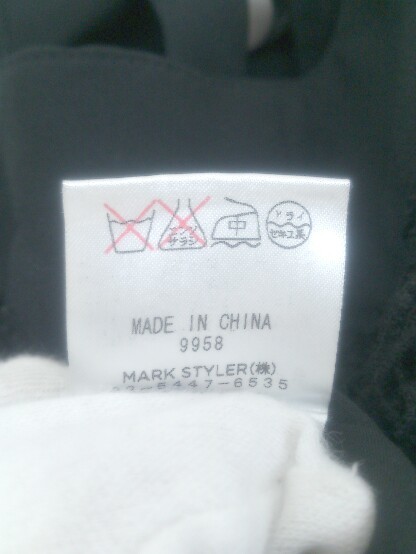 エンソ サラシ 中 ドライ セキユ系
MADE IN CHINA
9958
MARK STYLER(株)
03-6447-6535